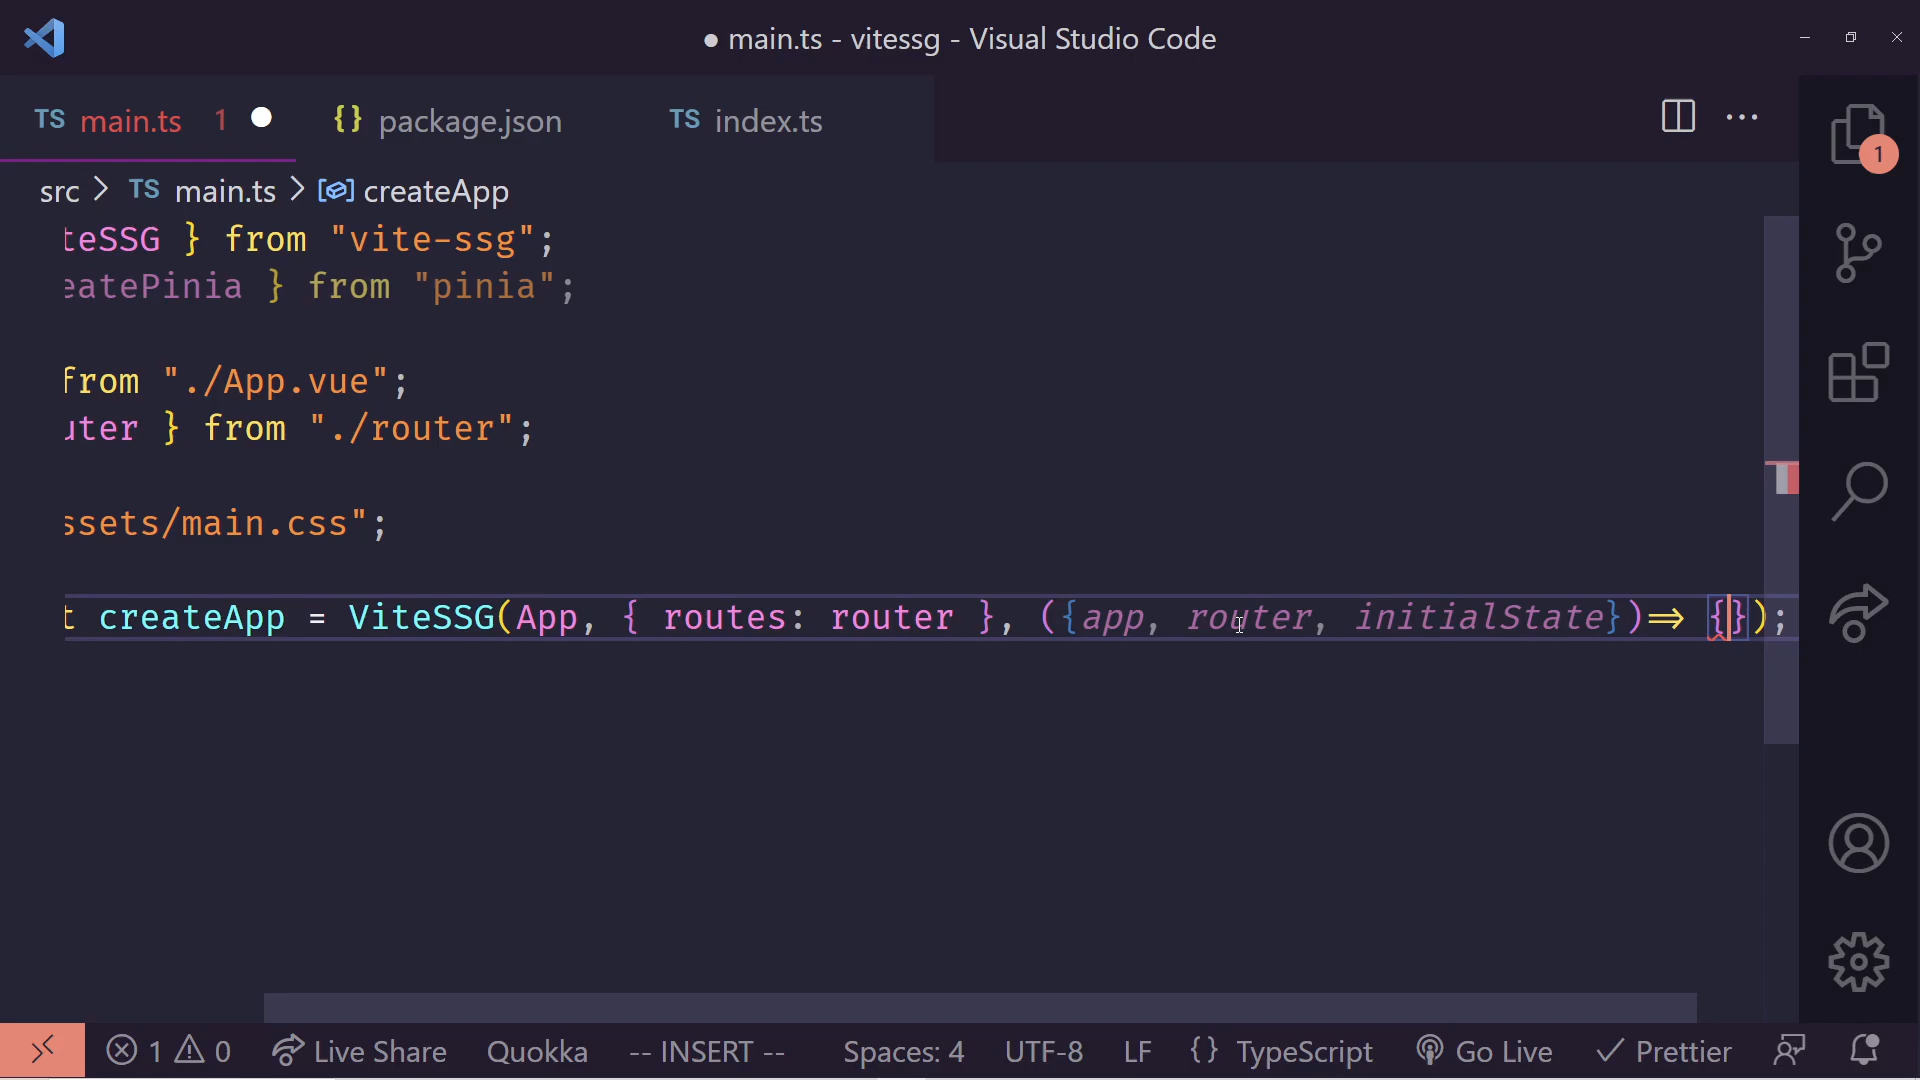 ● main.ts - vitessg - Visual Studio Code
TS main.ts 1 ● {} package.json TS index.ts
src > TS main.ts > createApp
teSSG } from "vite-ssg";
eatePinia } from "pinia";
from "./App.vue";
uter } from "./router";
ssets/main.css";
t createApp = ViteSSG(App, { routes: router }, ({app, router, initialState})=> {});
1
1 0 Live Share Quokka -- INSERT -- Spaces: 4 UTF-8 LF {} TypeScript Go Live Prettier